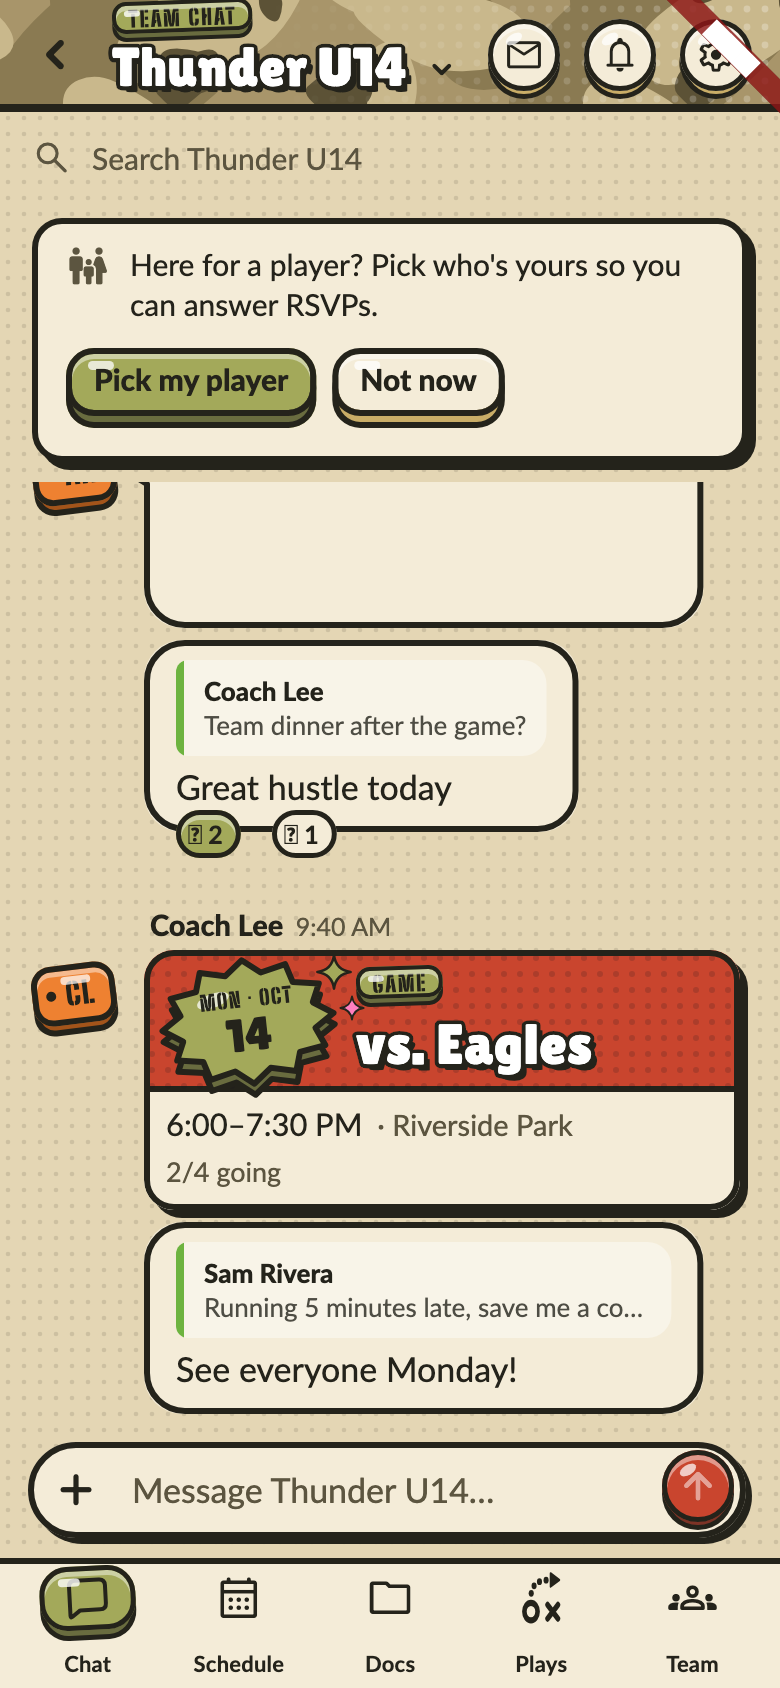 TEAM CHAT
Thunder U14
Search Thunder U14
Here for a player? Pick who's yours so you
can answer RSVPs.
Pick my player
Not now
Coach Lee
Team dinner after the game?
Great hustle today
2
1
Coach Lee 9:40 AM
CL
MON · OCT
14
GAME
vs. Eagles
6:00–7:30 PM · Riverside Park
2/4 going
Sam Rivera
Running 5 minutes late, save me a co...
See everyone Monday!
Message Thunder U14...
Chat
Schedule
Docs
Plays
Team